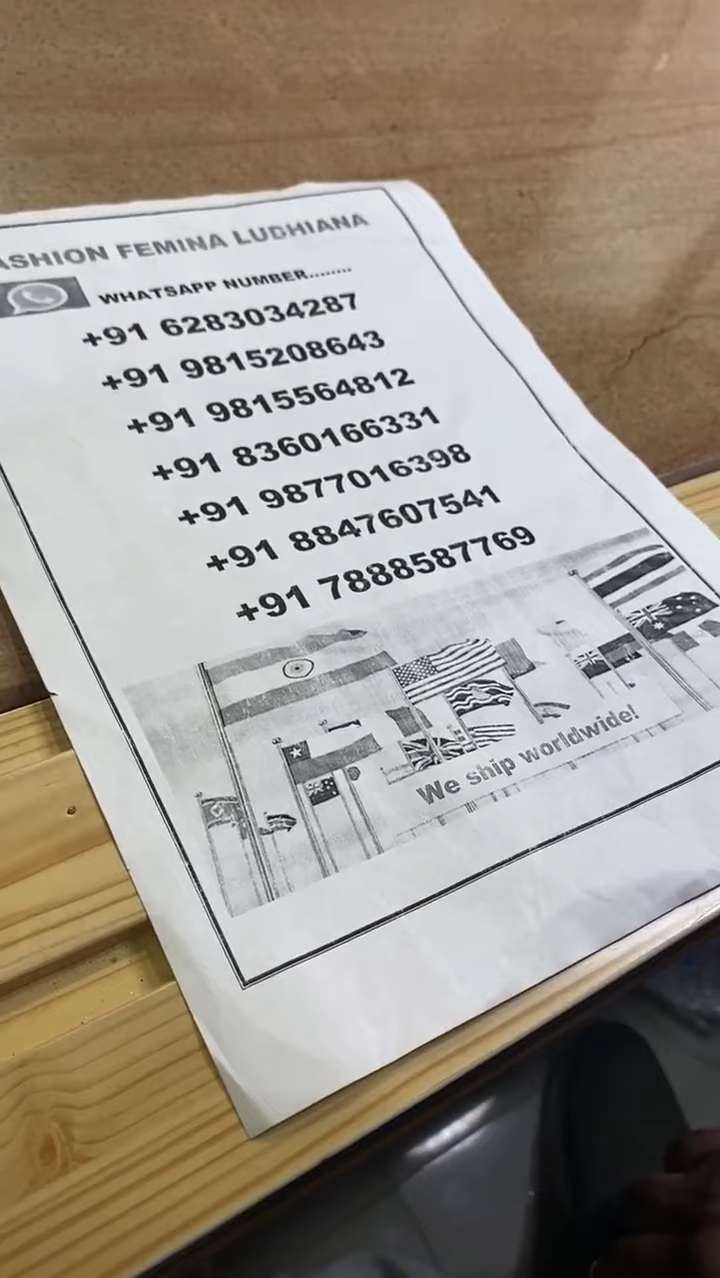 ASHION FEMINA LUDHIANA
WHATSAPP NUMBER........
+91 6283034287
+91 9815208643
+91 9815564812
+91 8360166331
+91 9877016398
+91 8847607541
+91 7888587769
We ship worldwide!